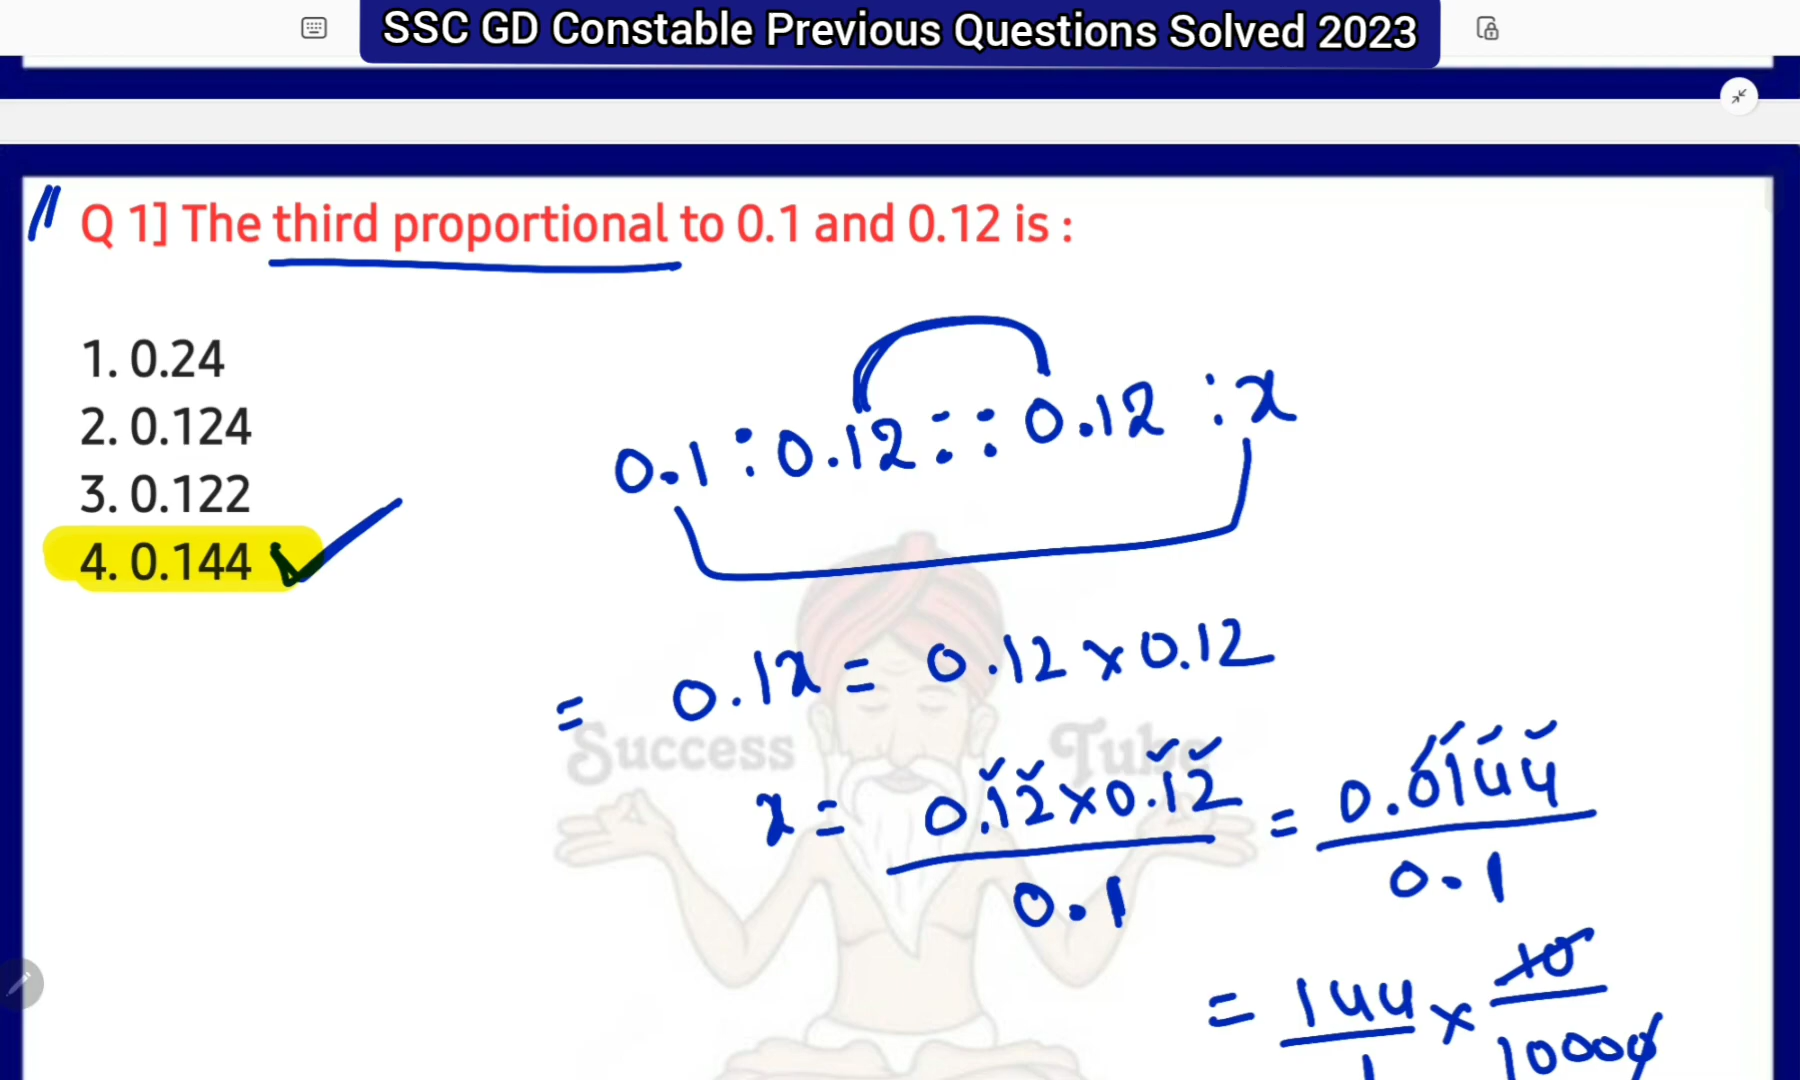 SSC GD Constable Previous Questions Solved 2023
Q 1] The third proportional to 0.1 and 0.12 is :
1. 0.24
2. 0.124
3. 0.122
4. 0.144
0.1 : 0.12 :: 0.12 : x
= 0.1x = 0.12 × 0.12
Success Tube
x = 0.12 × 0.12 / 0.1 = 0.0144 / 0.1
= 144 / 1 × 10 / 10000